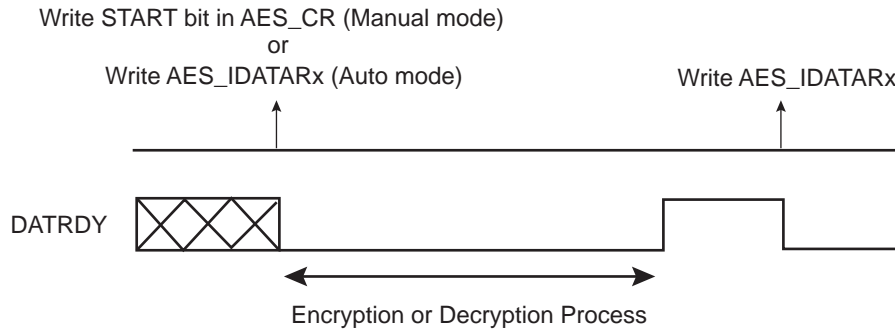 Write START bit in AES_CR (Manual mode)
or
Write AES_IDATARx (Auto mode)
Write AES_IDATARx
DATRDY
Encryption or Decryption Process